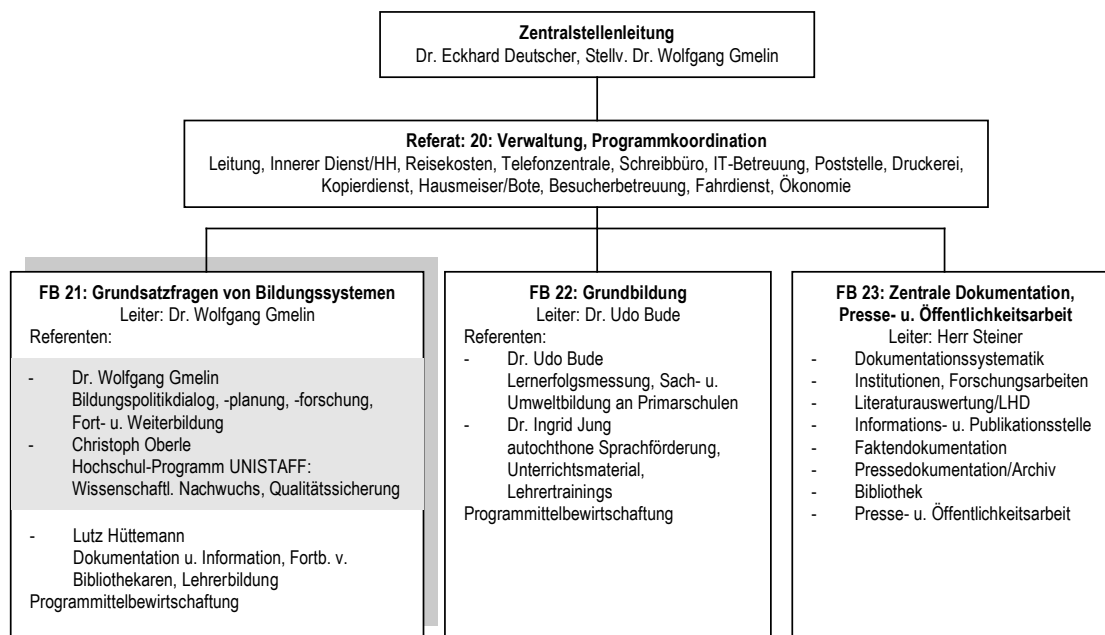 Zentralstellenleitung
Dr. Eckhard Deutscher, Stellv. Dr. Wolfgang Gmelin
Referat: 20: Verwaltung, Programmkoordination
Leitung, Innerer Dienst/HH, Reisekosten, Telefonzentrale, Schreibbüro, IT-Betreuung, Poststelle, Druckerei,
Kopierdienst, Hausmeiser/Bote, Besucherbetreuung, Fahrdienst, Ökonomie
FB 21: Grundsatzfragen von Bildungssystemen
Leiter: Dr. Wolfgang Gmelin
Referenten:
- Dr. Wolfgang Gmelin
Bildungspolitikdialog, -planung, -forschung,
Fort- u. Weiterbildung
- Christoph Oberle
Hochschul-Programm UNISTAFF:
Wissenschaftl. Nachwuchs, Qualitätssicherung
- Lutz Hüttemann
Dokumentation u. Information, Fortb. v.
Bibliothekaren, Lehrerbildung
Programmittelbewirtschaftung
FB 22: Grundbildung
Leiter: Dr. Udo Bude
Referenten:
- Dr. Udo Bude
Lernerfolgsmessung, Sach- u.
Umweltbildung an Primarschulen
- Dr. Ingrid Jung
autochthone Sprachförderung,
Unterrichtsmaterial,
Lehrertrainings
Programmittelbewirtschaftung
FB 23: Zentrale Dokumentation,
Presse- u. Öffentlichkeitsarbeit
Leiter: Herr Steiner
- Dokumentationssystematik
- Institutionen, Forschungsarbeiten
- Literaturauswertung/LHD
- Informations- u. Publikationsstelle
- Faktendokumentation
- Pressedokumentation/Archiv
- Bibliothek
- Presse- u. Öffentlichkeitsarbeit